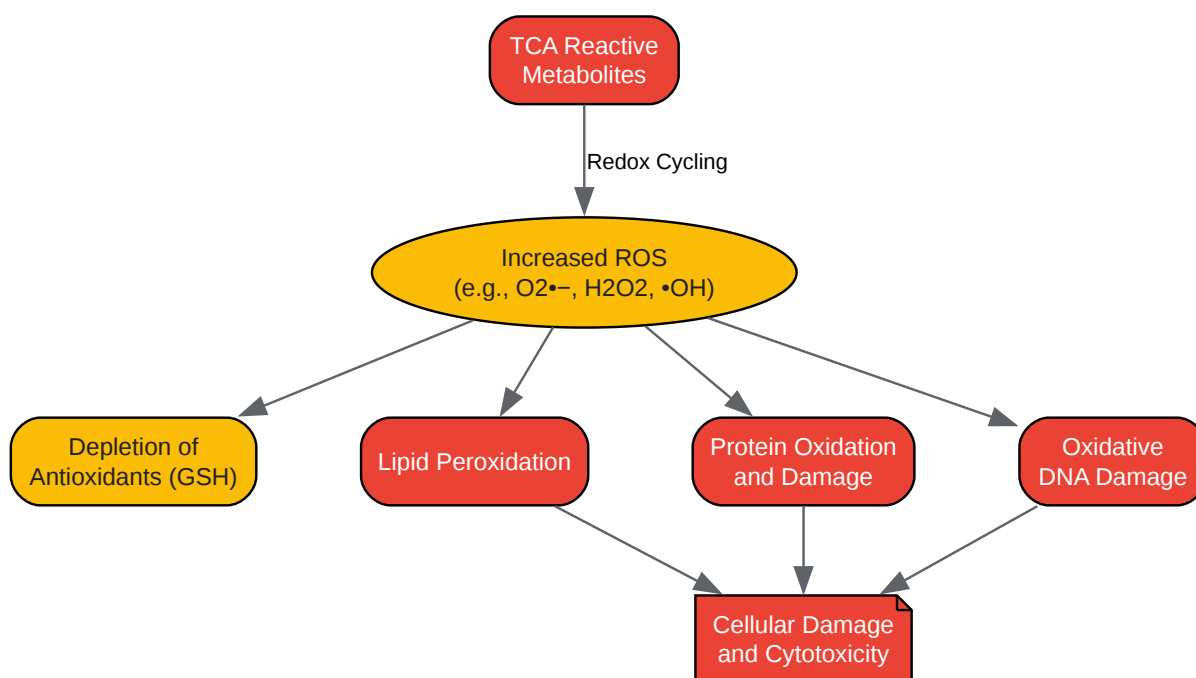 TCA Reactive
Metabolites
Redox Cycling
Increased ROS
(e.g., O2•−, H2O2, •OH)
Depletion of
Antioxidants (GSH)
Lipid Peroxidation
Protein Oxidation
and Damage
Oxidative
DNA Damage
Cellular Damage
and Cytotoxicity